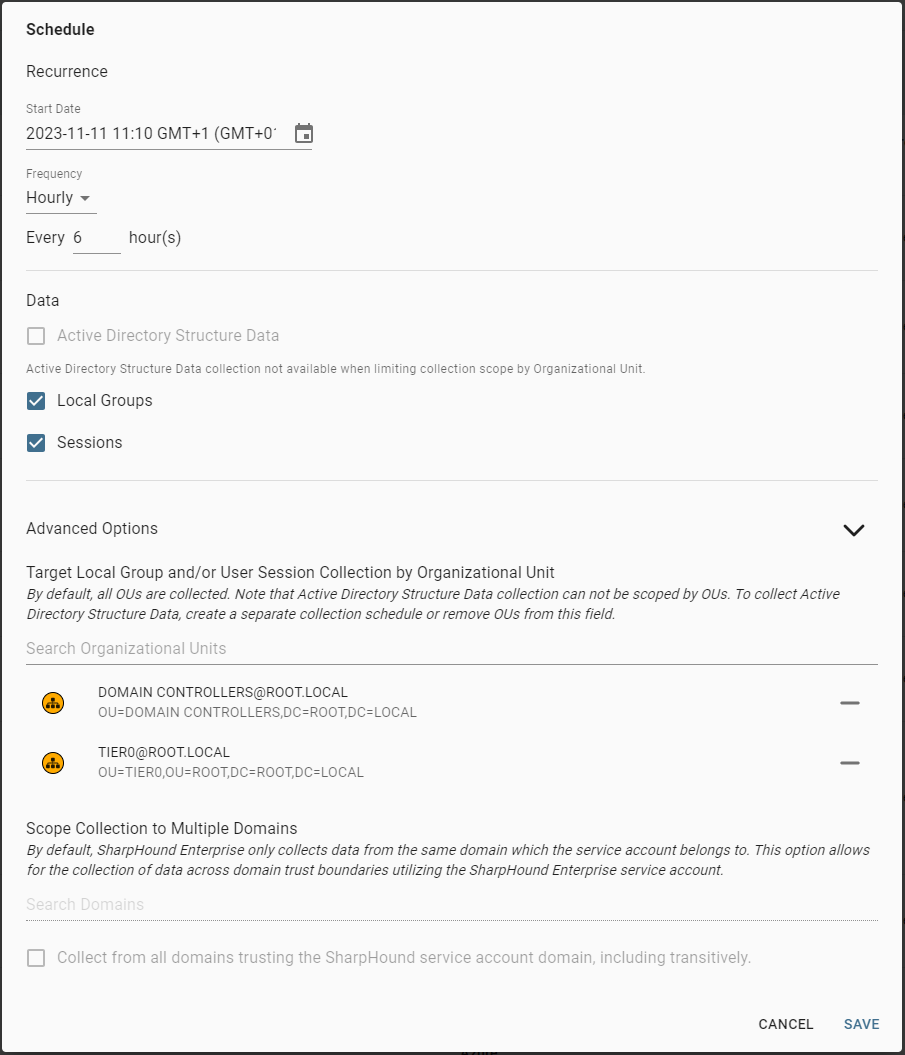 Schedule
Recurrence
Start Date
2023-11-11 11:10 GMT+1 (GMT+0
Frequency
Hourly
Every 6 hour(s)
Data
Active Directory Structure Data
Active Directory Structure Data collection not available when limiting collection scope by Organizational Unit.
Local Groups
Sessions
Advanced Options
Target Local Group and/or User Session Collection by Organizational Unit
By default, all OUs are collected. Note that Active Directory Structure Data collection can not be scoped by OUs. To collect Active
Directory Structure Data, create a separate collection schedule or remove OUs from this field.
Search Organizational Units
DOMAIN CONTROLLERS@ROOT.LOCAL
OU=DOMAIN CONTROLLERS,DC=ROOT,DC=LOCAL
TIER0@ROOT.LOCAL
OU=TIER0,OU=ROOT,DC=ROOT,DC=LOCAL
Scope Collection to Multiple Domains
By default, SharpHound Enterprise only collects data from the same domain which the service account belongs to. This option allows
for the collection of data across domain trust boundaries utilizing the SharpHound Enterprise service account.
Search Domains
Collect from all domains trusting the SharpHound service account domain, including transitively.
CANCEL SAVE